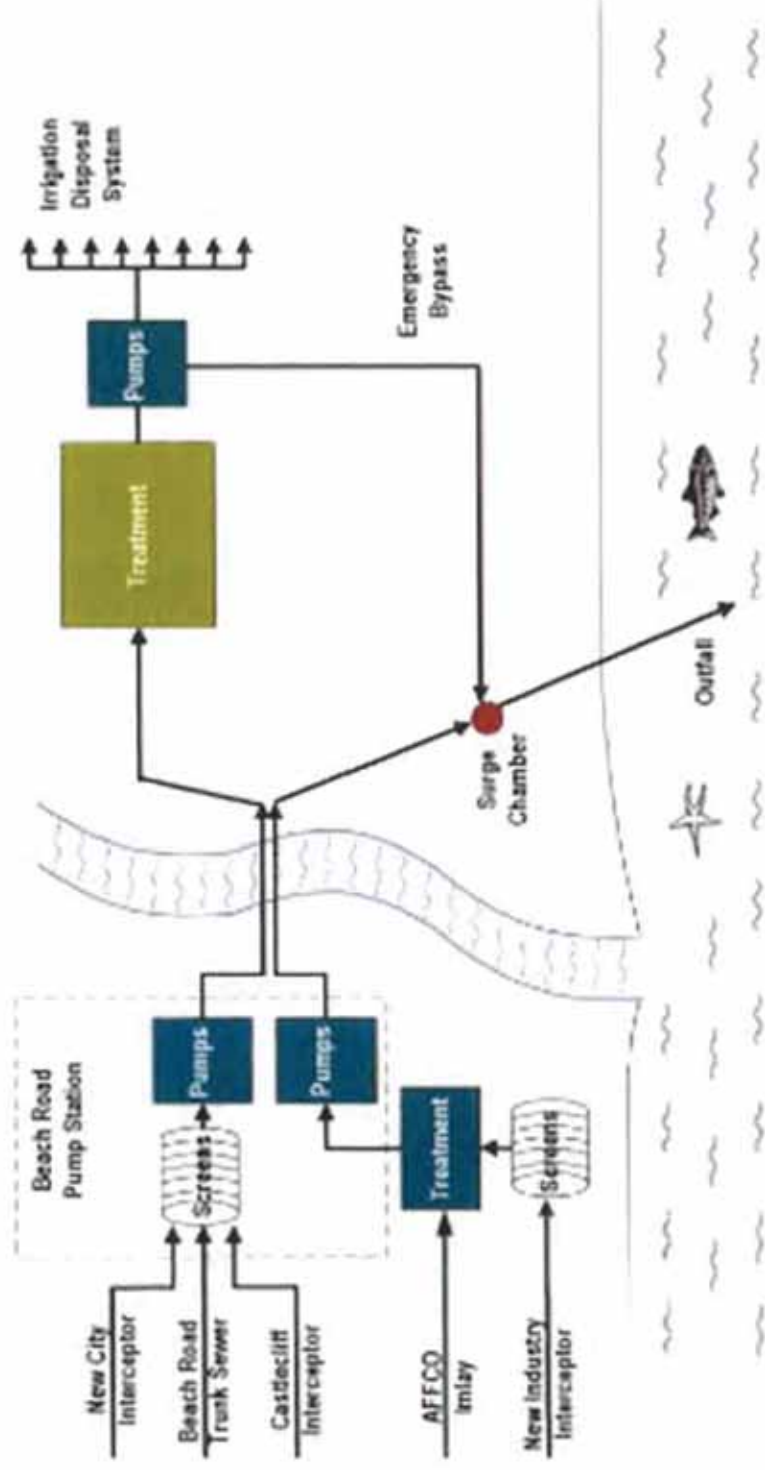 New City
Interceptor
Beach Road
Trunk Sewer
Castlecliff
Interceptor
AFFCO
Imlay
New Industry
Interceptor
Beach Road
Pump Station
Screens
Pumps
Pumps
Treatment
Screens
Treatment
Pumps
Irrigation
Disposal
System
Emergency
Bypass
Surge
Chamber
Outfall